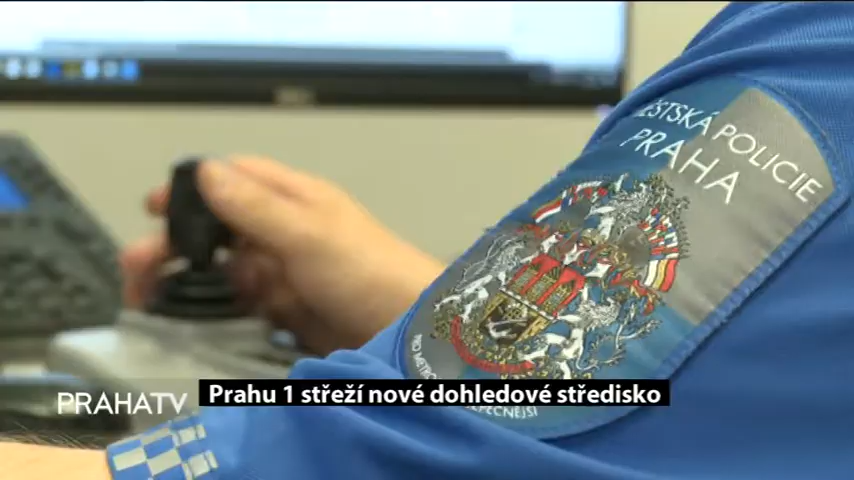 MĚSTSKÁ POLICIE
PRAHA
PRAHATV
Prahu 1 střeží nové dohledové středisko